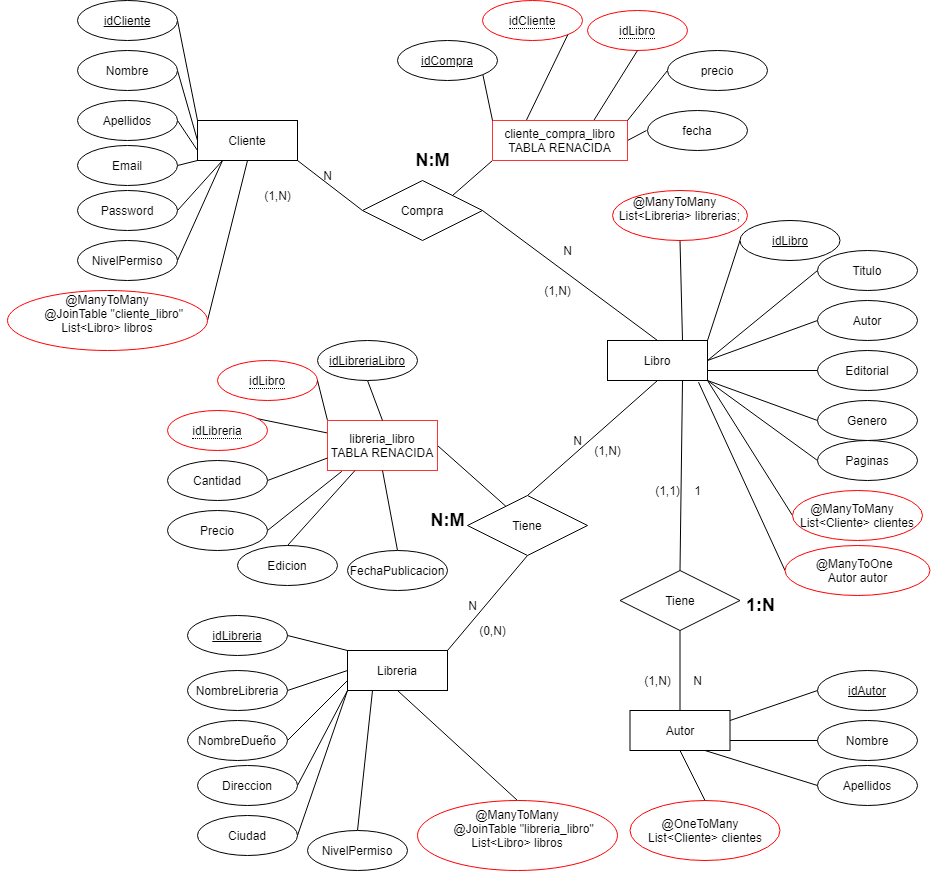 idCliente
Nombre
Apellidos
Email
Password
NivelPermiso
@ManyToMany
@JoinTable "cliente_libro"
List<Libro> libros
Cliente
N
(1,N)
N:M
Compra
idCompra
idCliente
idLibro
precio
fecha
cliente_compra_libro
TABLA RENACIDA
N
(1,N)
@ManyToMany
List<Libreria> librerias;
idLibro
Titulo
Autor
Editorial
Genero
Paginas
@ManyToMany
List<Cliente> clientes
@ManyToOne
Autor autor
Libro
N
(1,N)
(1,1)
1
idLibreriaLibro
idLibro
idLibreria
Cantidad
Precio
Edicion
FechaPublicacion
libreria_libro
TABLA RENACIDA
N:M
Tiene
N
(0,N)
Tiene
1:N
(1,N)
N
idLibreria
NombreLibreria
NombreDueño
Direccion
Ciudad
NivelPermiso
Libreria
@ManyToMany
@JoinTable "libreria_libro"
List<Libro> libros
Autor
idAutor
Nombre
Apellidos
@OneToMany
List<Cliente> clientes